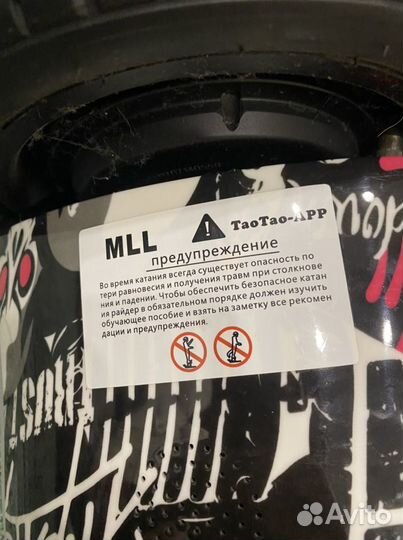 MLL
TaoTao-APP
предупреждение
Во время катания всегда существует опасность по
тери равновесия и получения травм при столкнове
нии и падении. Чтобы обеспечить безопасное катан
ия райдер в обязательном порядке должен изучить
обучающее пособие и взять на заметку все рекомен
дации и предупреждения.
Avito